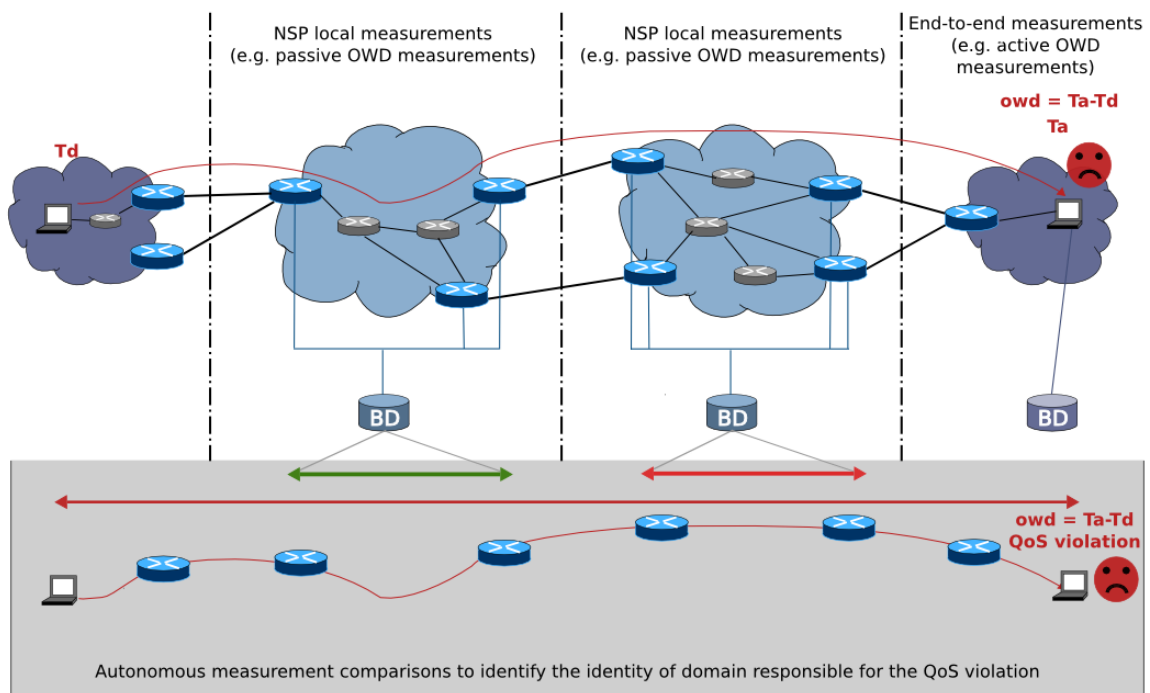 NSP local measurements
(e.g. passive OWD measurements)
NSP local measurements
(e.g. passive OWD measurements)
End-to-end measurements
(e.g. active OWD
measurements)
owd = Ta-Td
Ta
Td
BD
BD
BD
owd = Ta-Td
QoS violation
Autonomous measurement comparisons to identify the identity of domain responsible for the QoS violation